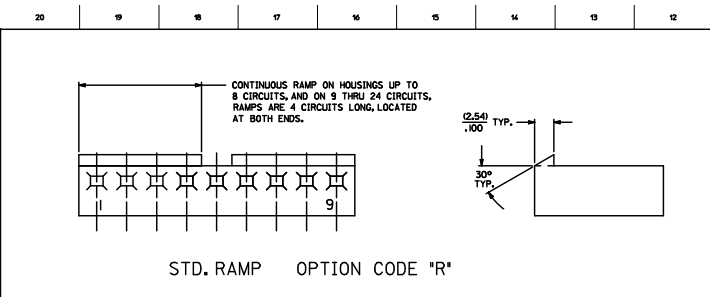 20 19 18 17 16 15 14 13 12
CONTINUOUS RAMP ON HOUSINGS UP TO
8 CIRCUITS, AND ON 9 THRU 24 CIRCUITS,
RAMPS ARE 4 CIRCUITS LONG, LOCATED
AT BOTH ENDS.
(2.54)
.100 TYP.
30°
TYP.
1 9
STD. RAMP OPTION CODE "R"